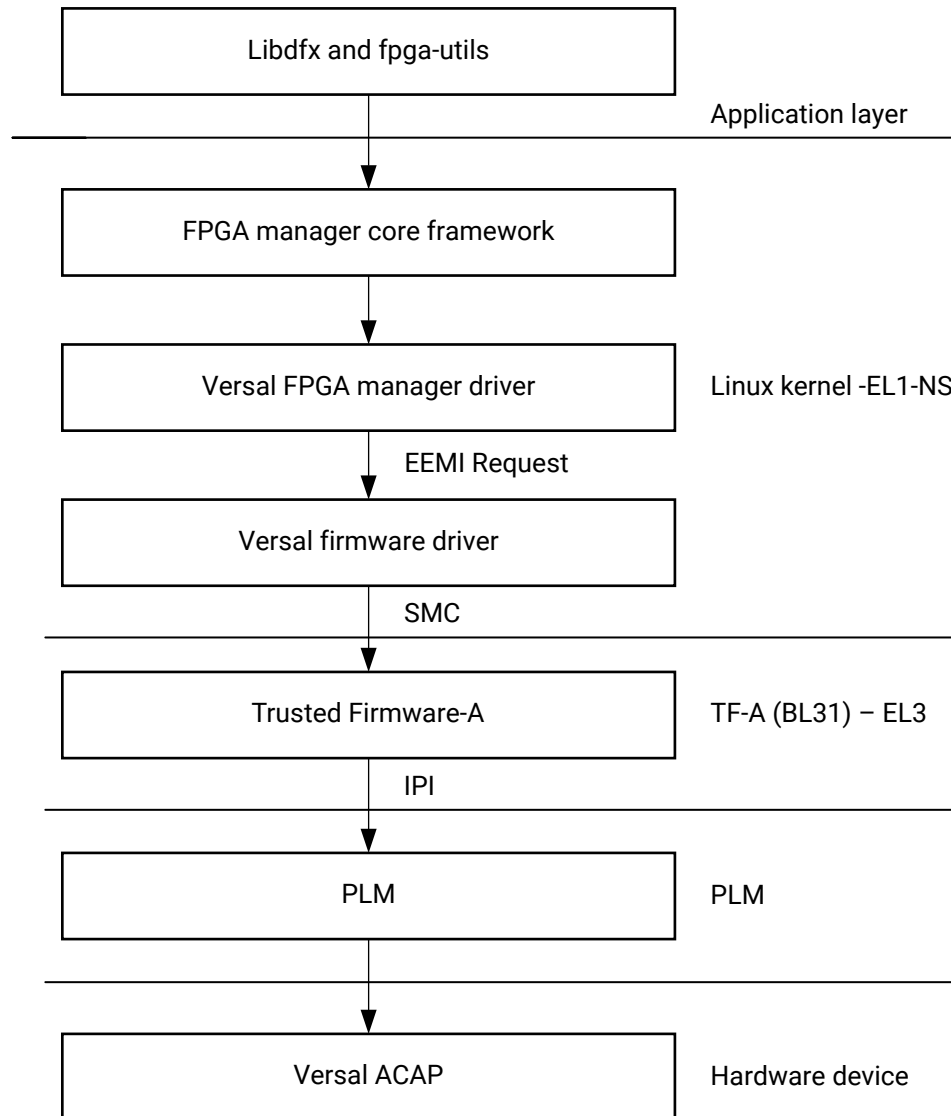 Libdfx and fpga-utils
Application layer
FPGA manager core framework
Versal FPGA manager driver
Linux kernel -EL1-NS
EEMI Request
Versal firmware driver
SMC
Trusted Firmware-A
TF-A (BL31) – EL3
IPI
PLM
PLM
Versal ACAP
Hardware device